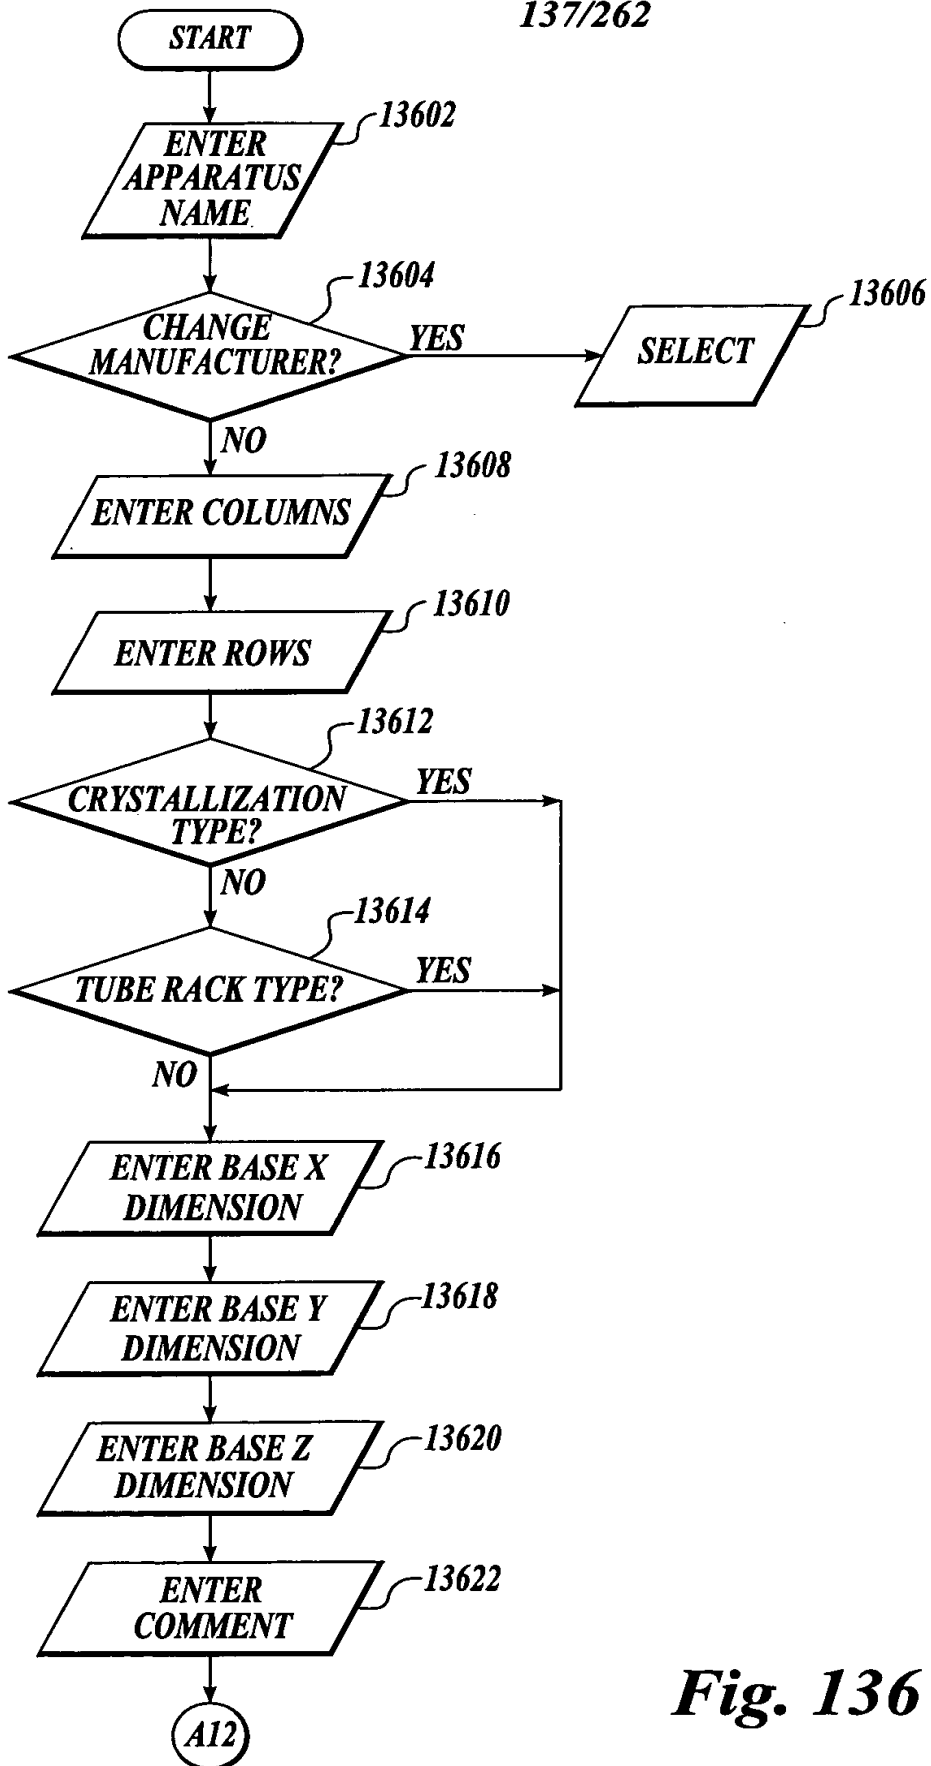 137/262
START
13602
ENTER
APPARATUS
NAME
13604
CHANGE
MANUFACTURER?
YES
13606
SELECT
NO
13608
ENTER COLUMNS
13610
ENTER ROWS
13612
CRYSTALLIZATION
TYPE?
YES
NO
13614
TUBE RACK TYPE?
YES
NO
13616
ENTER BASE X
DIMENSION
13618
ENTER BASE Y
DIMENSION
13620
ENTER BASE Z
DIMENSION
13622
ENTER
COMMENT
A12
Fig. 136